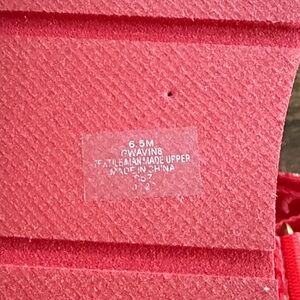 6.5M
GWAVIN8
TEXTILE/MAN MADE UPPER
MADE IN CHINA